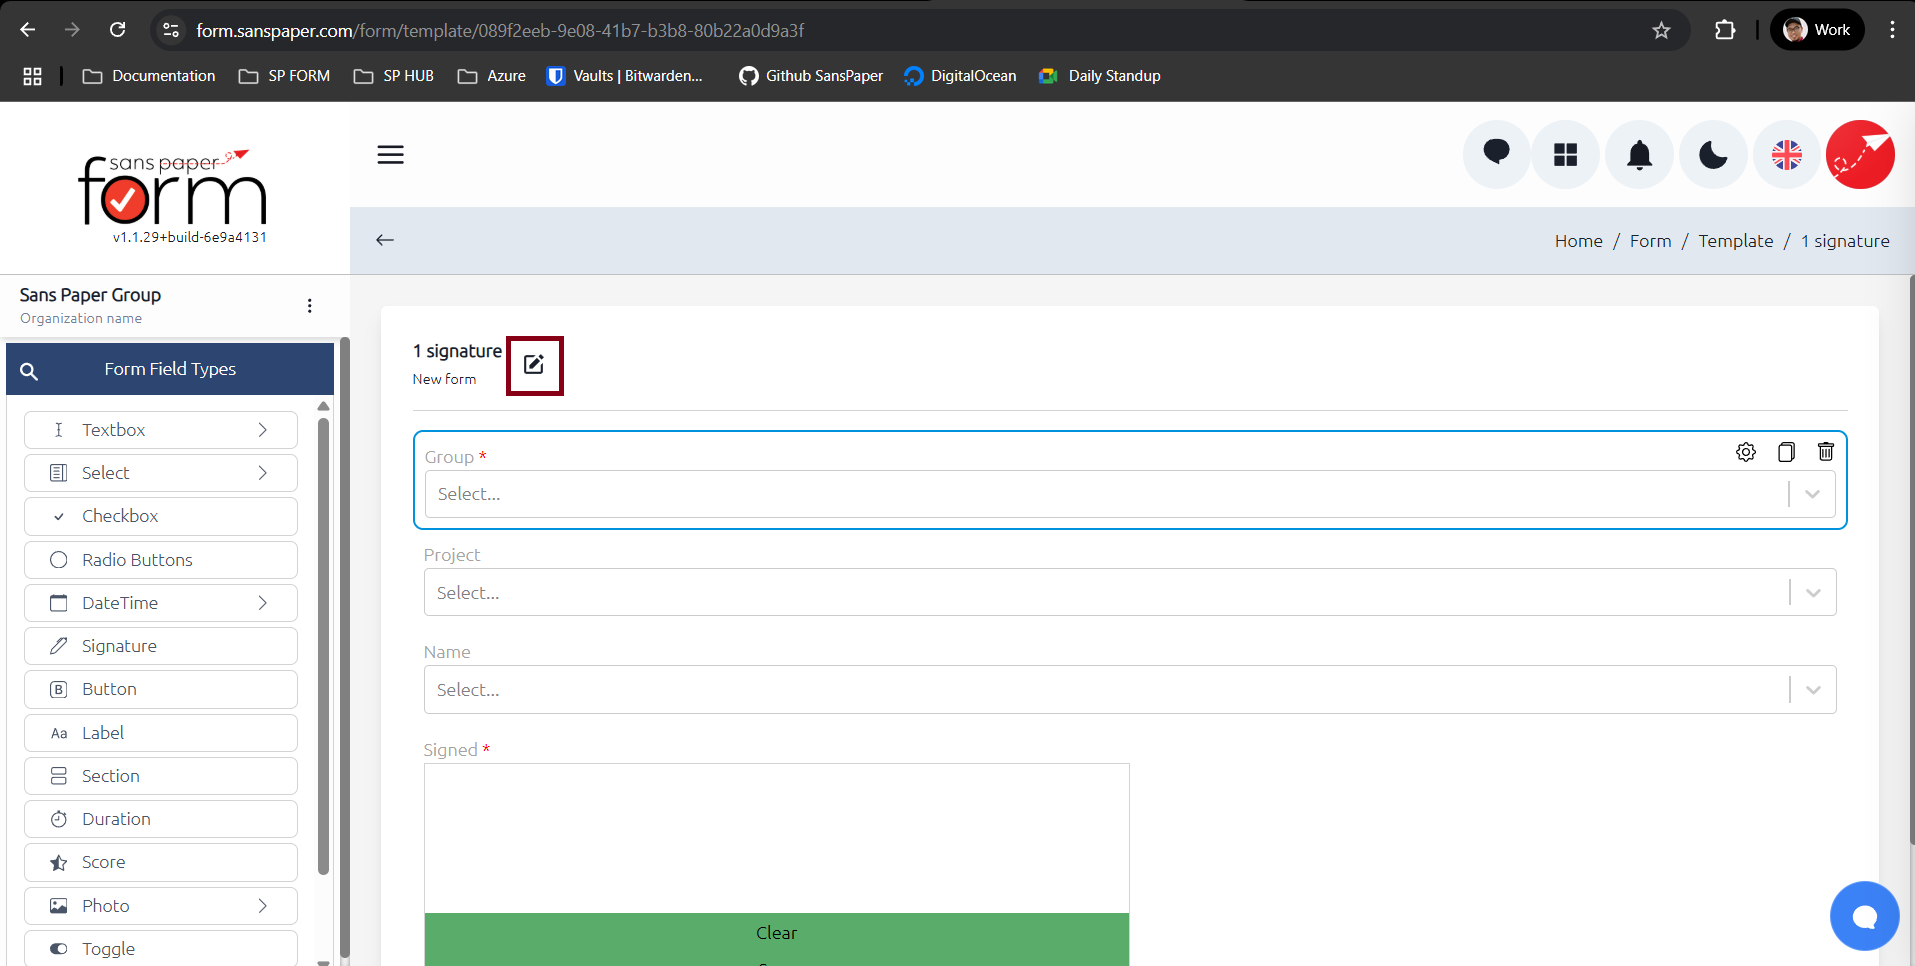 form.sanspaper.com/form/template/089f2eeb-9e08-41b7-b3b8-80b22a0d9a3f
Work
Documentation
SP FORM
SP HUB
Azure
Vaults | Bitwarden...
Github SansPaper
DigitalOcean
Daily Standup
sans paper
form
v1.1.29+build-6e9a4131
Home / Form / Template / 1 signature
Sans Paper Group
Organization name
Form Field Types
Textbox
Select
Checkbox
Radio Buttons
DateTime
Signature
B Button
Aa Label
Section
Duration
Score
Photo
Toggle
1 signature
New form
Group *
Select...
Project
Select...
Name
Select...
Signed *
Clear